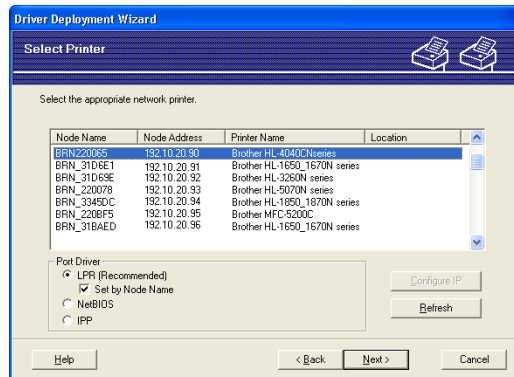 Driver Deployment Wizard
Select Printer
Select the appropriate network printer.
Node Name Node Address Printer Name Location
BRN220065 192.10.20.90 Brother HL-4040CNseries
BRN_31D6E1 192.10.20.91 Brother HL-1650_1670N series
BRN_31D69E 192.10.20.92 Brother HL-3260N series
BRN_220078 192.10.20.93 Brother HL-5070N series
BRN_3345DC 192.10.20.94 Brother HL-1850_1870N series
BRN_220BF5 192.10.20.95 Brother MFC-5200C
BRN_31BAED 192.10.20.96 Brother HL-1650_1670N series
Port Driver
LPR (Recommended)
Set by Node Name
NetBIOS
IPP
Configure IP
Refresh
Help < Back Next > Cancel